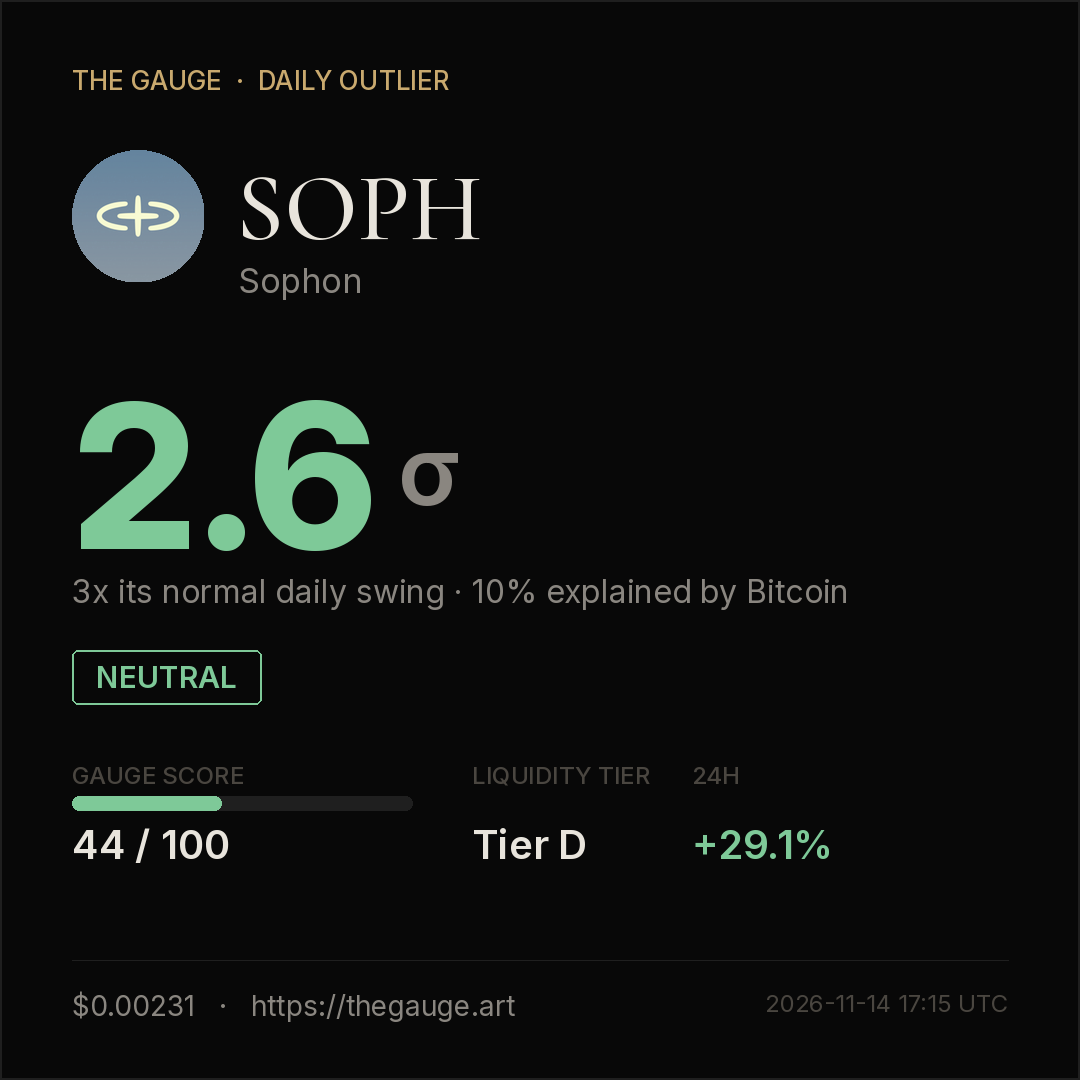 THE GAUGE · DAILY OUTLIER
SOPH
Sophon
2.6 σ
3x its normal daily swing · 10% explained by Bitcoin
NEUTRAL
GAUGE SCORE LIQUIDITY TIER 24H
44 / 100 Tier D +29.1%
$0.00231 · https://thegauge.art 2026-11-14 17:15 UTC